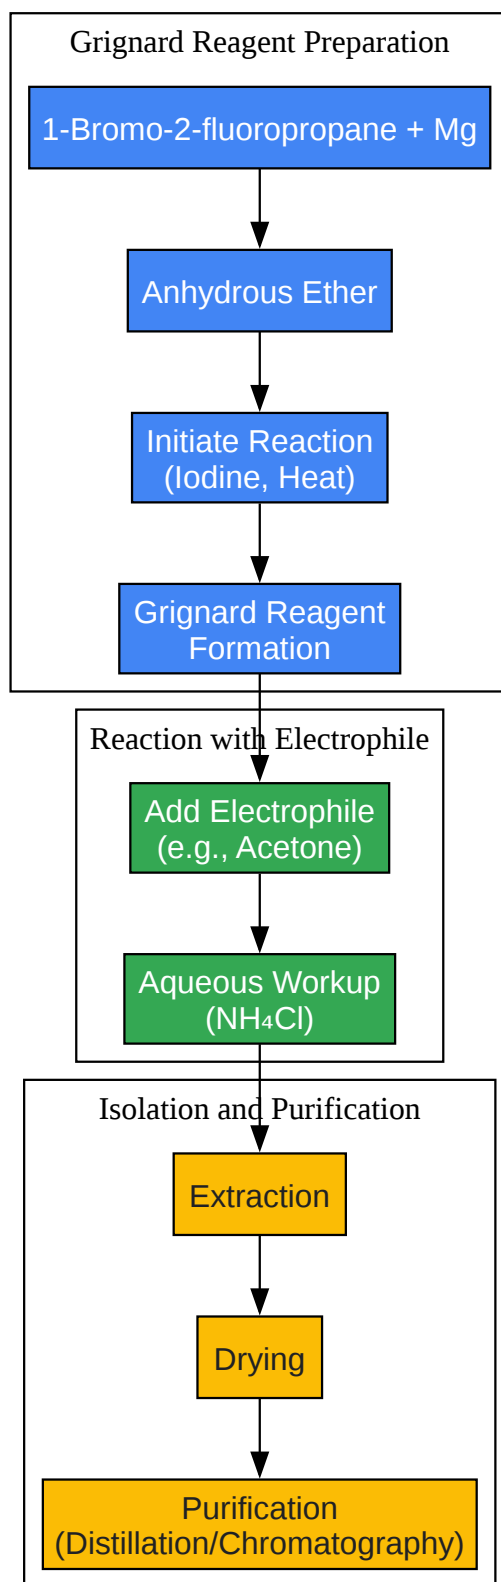 Grignard Reagent Preparation
1-Bromo-2-fluoropropane + Mg
Anhydrous Ether
Initiate Reaction
(Iodine, Heat)
Grignard Reagent
Formation
Reaction with Electrophile
Add Electrophile
(e.g., Acetone)
Aqueous Workup
(NH₄Cl)
Isolation and Purification
Extraction
Drying
Purification
(Distillation/Chromatography)